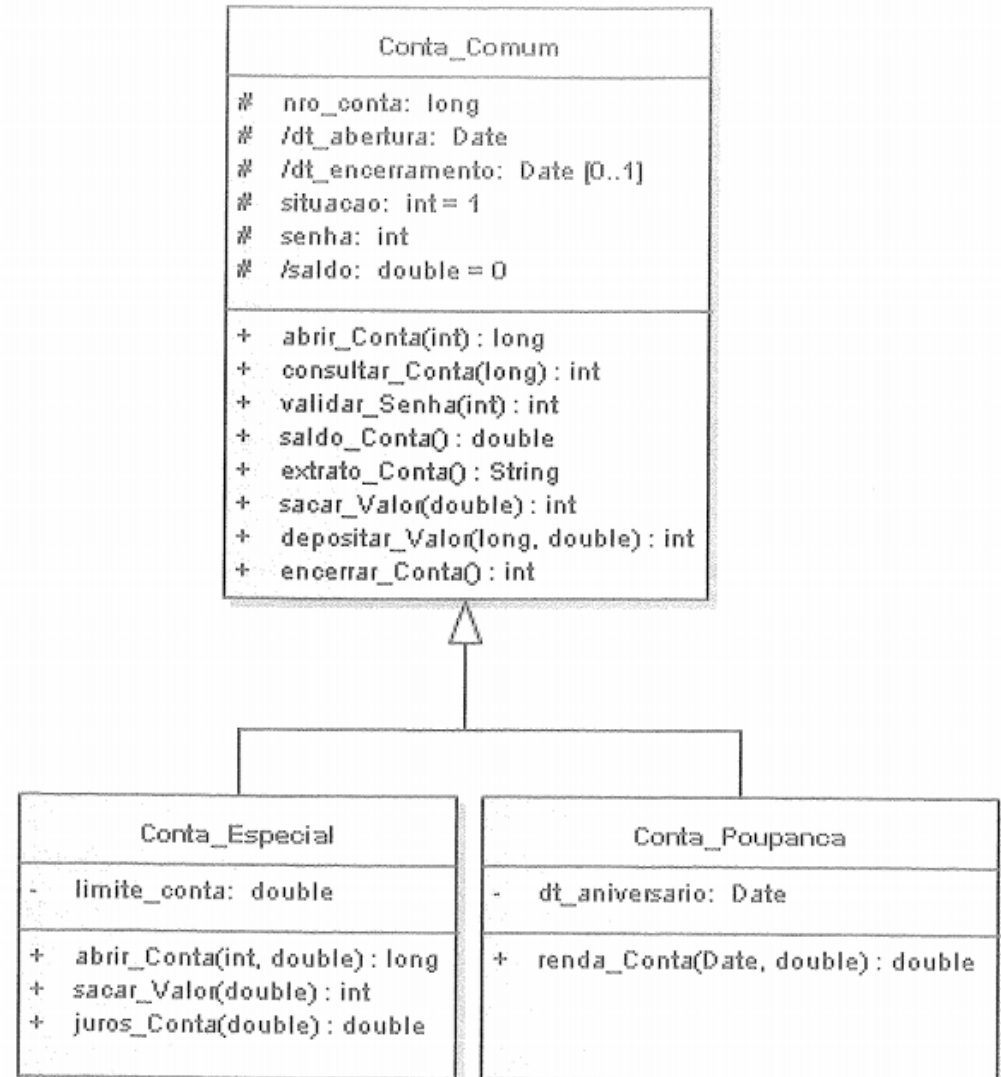 Conta_Comum
# nro_conta: long
# /dt_abertura: Date
# /dt_encerramento: Date [0..1]
# situacao: int = 1
# senha: int
# /saldo: double = 0
+ abrir_Conta(int) : long
+ consultar_Conta(long) : int
+ validar_Senha(int) : int
+ saldo_Conta() : double
+ extrato_Conta() : String
+ sacar_Valor(double) : int
+ depositar_Valor(long, double) : int
+ encerrar_Conta() : int
Conta_Especial
- limite_conta: double
+ abrir_Conta(int, double) : long
+ sacar_Valor(double) : int
+ juros_Conta(double) : double
Conta_Poupanca
- dt_aniversario: Date
+ renda_Conta(Date, double) : double